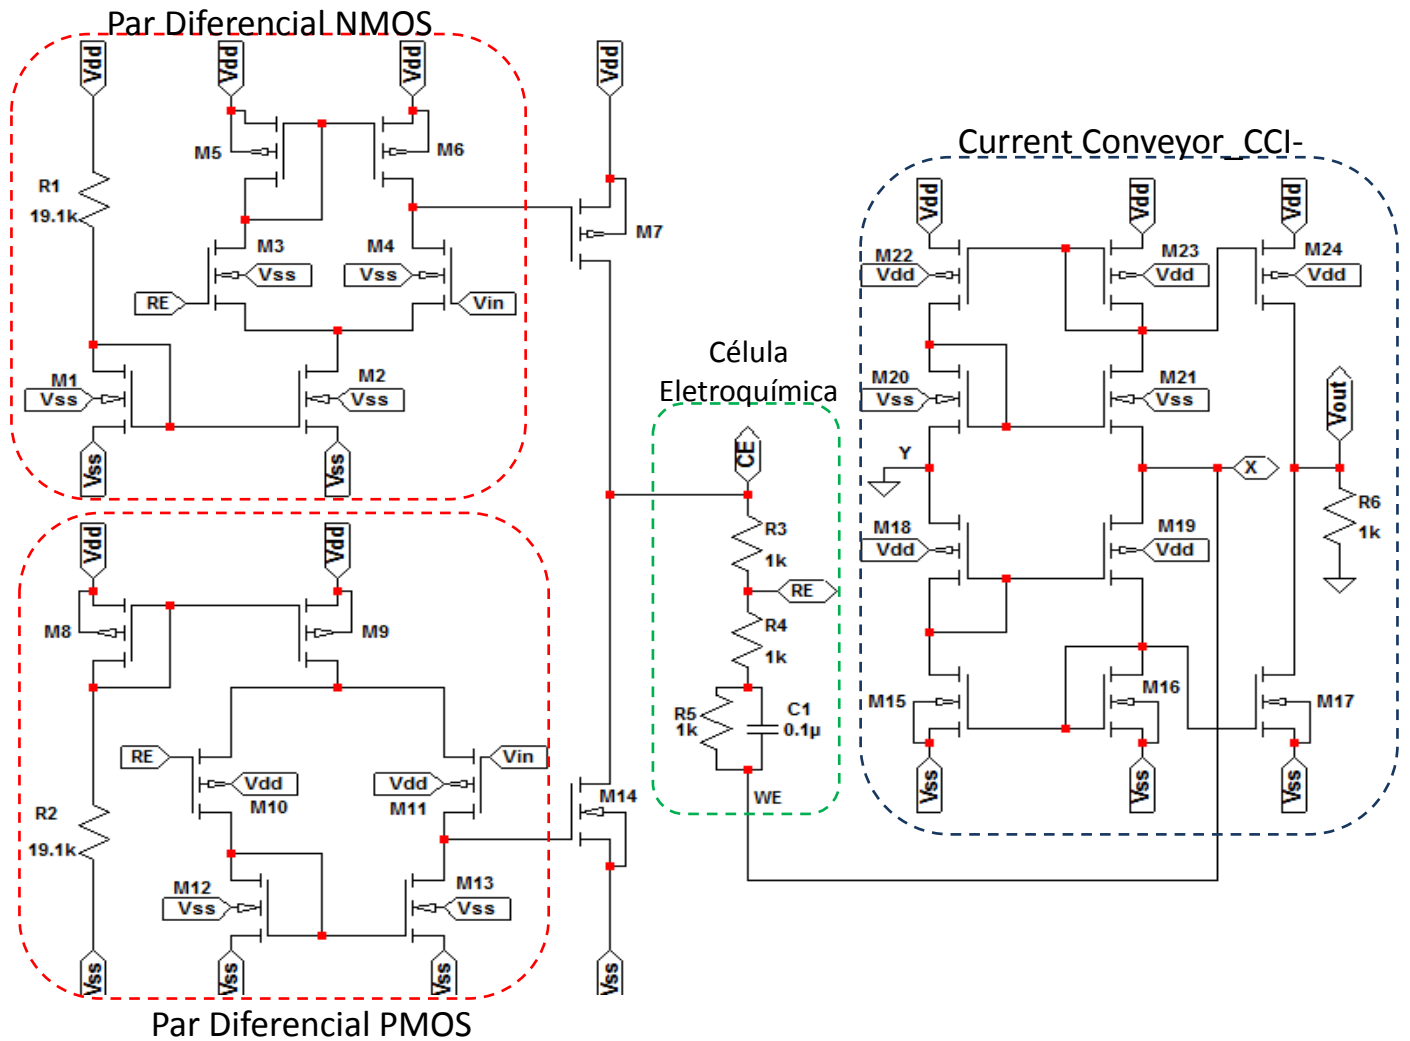 Par Diferencial NMOS
Vdd
Vdd
Vdd
Vdd
M5
M6
R1
19.1k
M7
M3
M4
Vss
Vss
RE
Vin
M1
Vss
M2
Vss
Vss
Vss
Current Conveyor_CCI-
Vdd
Vdd
Vdd
M22
Vdd
M23
Vdd
M24
Vdd
M20
Vss
M21
Vss
Vout
Y
X
R6
1k
M18
Vdd
M19
Vdd
M15
M16
M17
Vss
Vss
Vss
Célula
Eletroquímica
CE
R3
1k
RE
R4
1k
R5
1k
C1
0.1µ
WE
Vdd
Vdd
M8
M9
RE
Vin
Vdd
Vdd
M10
M11
R2
19.1k
M14
M12
Vss
M13
Vss
Vss
Vss
Vss
Vss
Par Diferencial PMOS